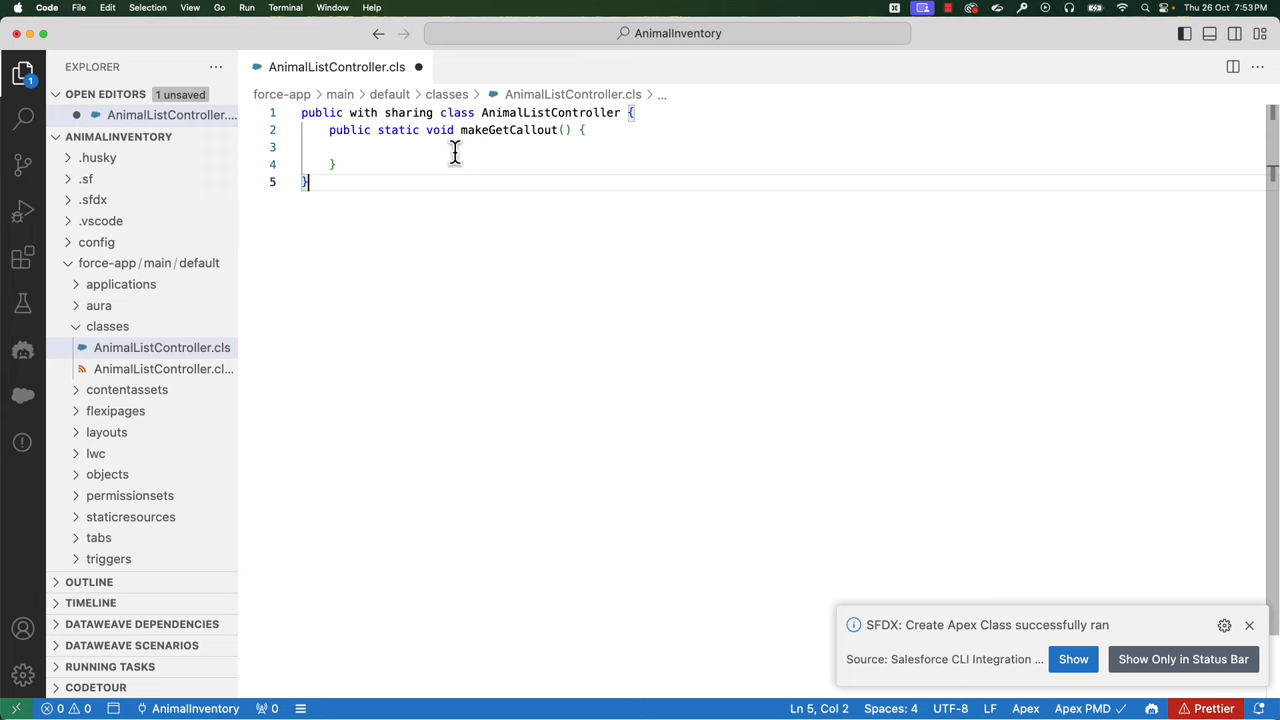 Code File Edit Selection View Go Run Terminal Window Help Thu 26 Oct 7:53 PM
AnimalInventory
EXPLORER
OPEN EDITORS 1 unsaved
AnimalListController....
ANIMALINVENTORY
.husky
.sf
.sfdx
.vscode
config
force-app / main / default
applications
aura
classes
AnimalListController.cls
AnimalListController.cl...
contentassets
flexipages
layouts
lwc
objects
permissionsets
staticresources
tabs
triggers
OUTLINE
TIMELINE
DATAWEAVE DEPENDENCIES
DATAWEAVE SCENARIOS
RUNNING TASKS
CODETOUR
1
AnimalListController.cls
force-app > main > default > classes > AnimalListController.cls > ...
1 public with sharing class AnimalListController {
2 public static void makeGetCallout() {
3
4 }
5 }
SFDX: Create Apex Class successfully ran
Source: Salesforce CLI Integration ... Show Show Only in Status Bar
0 0 AnimalInventory 0 Ln 5, Col 2 Spaces: 4 UTF-8 LF Apex Apex PMD Prettier